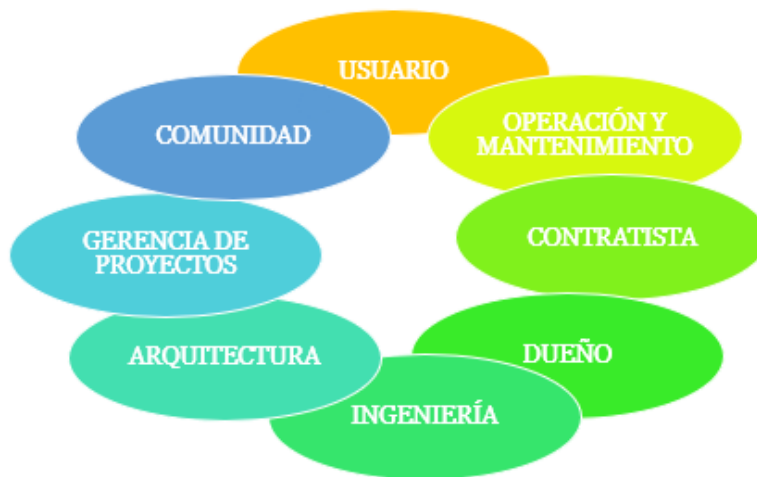 USUARIO
OPERACIÓN Y
MANTENIMIENTO
CONTRATISTA
DUEÑO
INGENIERÍA
ARQUITECTURA
GERENCIA DE
PROYECTOS
COMUNIDAD